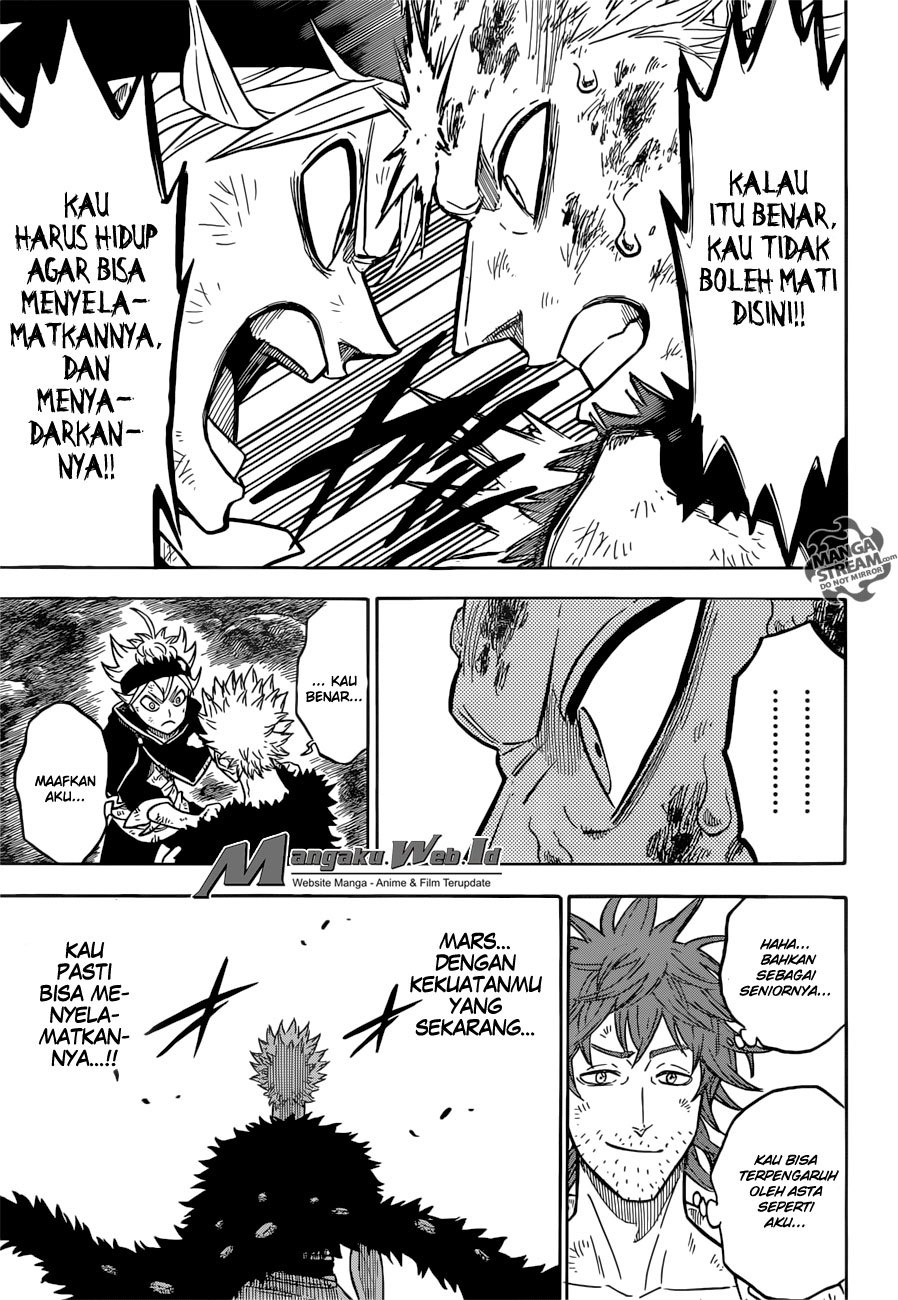 KALAU
ITU BENAR,
KAU TIDAK
BOLEH MATI
DISINI!!
KAU
HARUS HIDUP
AGAR BISA
MENYELA-
MATKANNYA,
DAN
MENYA-
DARKAN-
NYA!!
MANGA
STREAM.com
DO NOT MIRROR
..........
... KAU
BENAR...
MAAFKAN
AKU...
Mangaku.Web.Id
Website Manga - Anime & Film Terupdate
HAHA...
BAHKAN
SEBAGAI
SENIORNYA...
KAU BISA
TERPENGARUH
OLEH ASTA
SEPERTI
AKU...
MARS...
DENGAN
KEKUATANMU
YANG
SEKARANG...
KAU
PASTI
BISA ME-
NYELA-
MATKAN-
NYA...!!